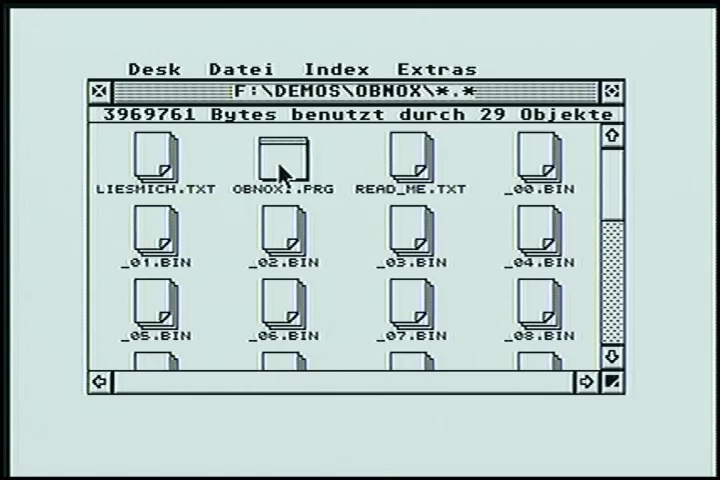 Desk Datei Index Extras
F:\DEMOS\OBNOX\*.*
3969761 Bytes benutzt durch 29 Objekte
LIESMICH.TXT OBNOX!.PRG READ_ME.TXT _00.BIN
_01.BIN _02.BIN _03.BIN _04.BIN
_05.BIN _06.BIN _07.BIN _08.BIN